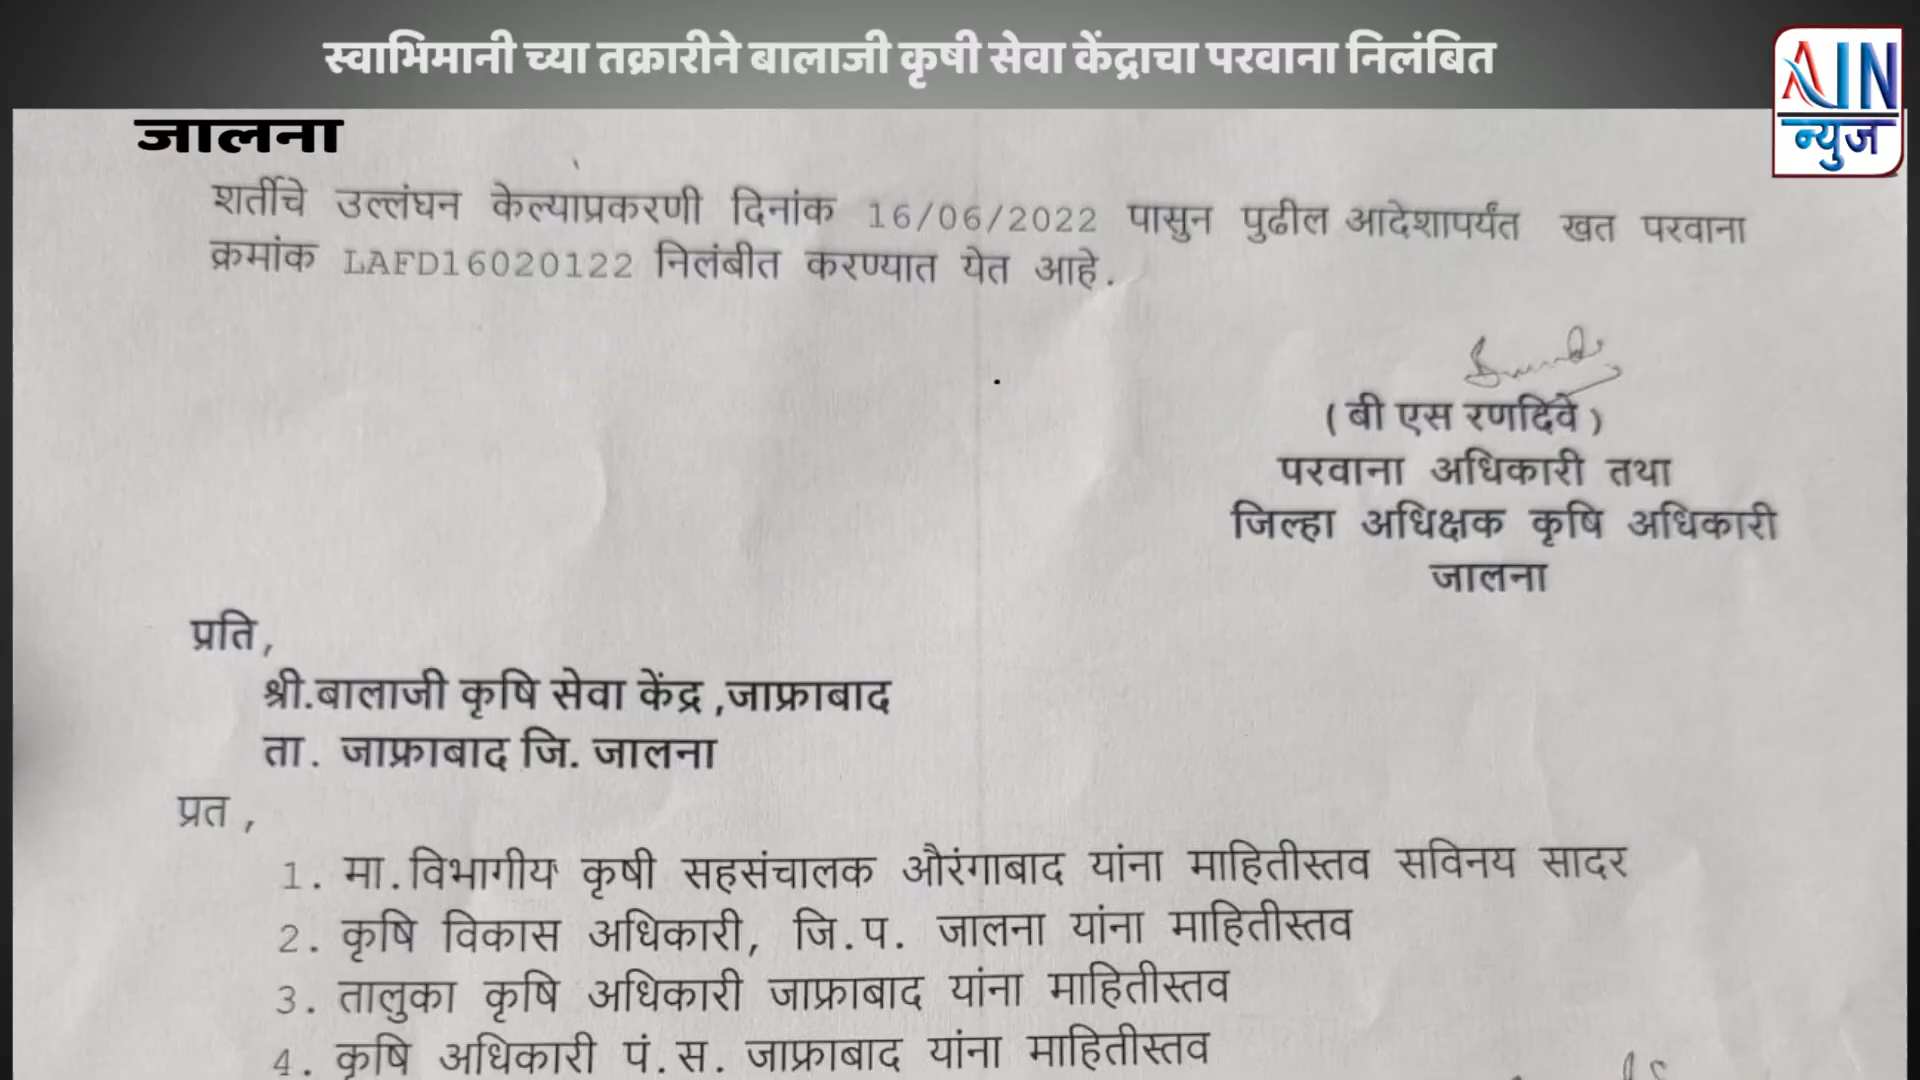 स्वाभिमानी च्या तक्रारीने बालाजी कृषी सेवा केंद्राचा परवाना निलंबित
AIN
न्युज
जालना
शर्तीचे उल्लंघन केल्याप्रकरणी दिनांक 16/06/2022 पासुन पुढील आदेशापर्यंत खत परवाना
क्रमांक LAFD16020122 निलंबीत करण्यात येत आहे.
(बी एस रणदिवे)
परवाना अधिकारी तथा
जिल्हा अधिक्षक कृषि अधिकारी
जालना
प्रति,
श्री.बालाजी कृषि सेवा केंद्र ,जाफ्राबाद
ता. जाफ्राबाद जि. जालना
प्रत ,
1. मा.विभागीय कृषी सहसंचालक औरंगाबाद यांना माहितीस्तव सविनय सादर
2. कृषि विकास अधिकारी, जि.प. जालना यांना माहितीस्तव
3. तालुका कृषि अधिकारी जाफ्राबाद यांना माहितीस्तव
4. कृषि अधिकारी पं.स. जाफ्राबाद यांना माहितीस्तव